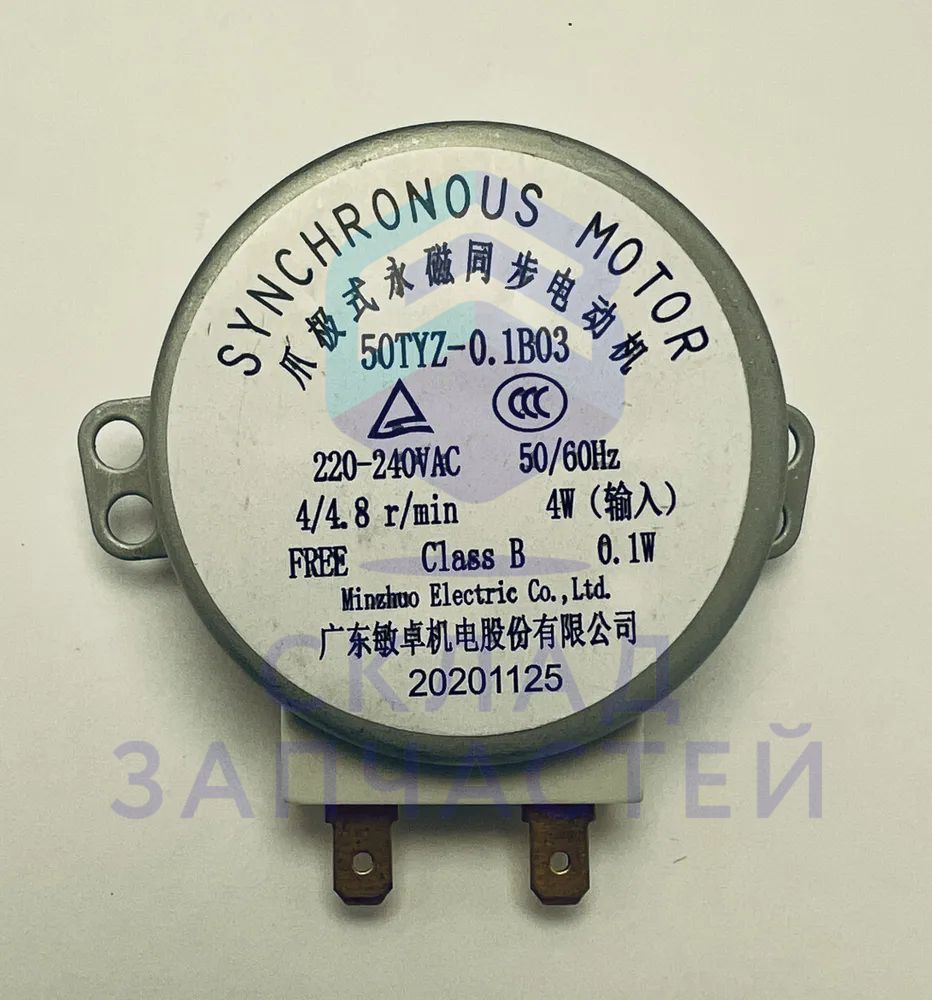 SYNCHRONOUS MOTOR
爪极式永磁同步电动机
50TYZ-0.1B03
CCC
220-240VAC 50/60Hz
4/4.8 r/min 4W (输入)
FREE Class B 0.1W
Minzhuo Electric Co.,Ltd.
广东敏卓机电股份有限公司
20201125
СКЛАД
ЗАПЧАСТЕЙ